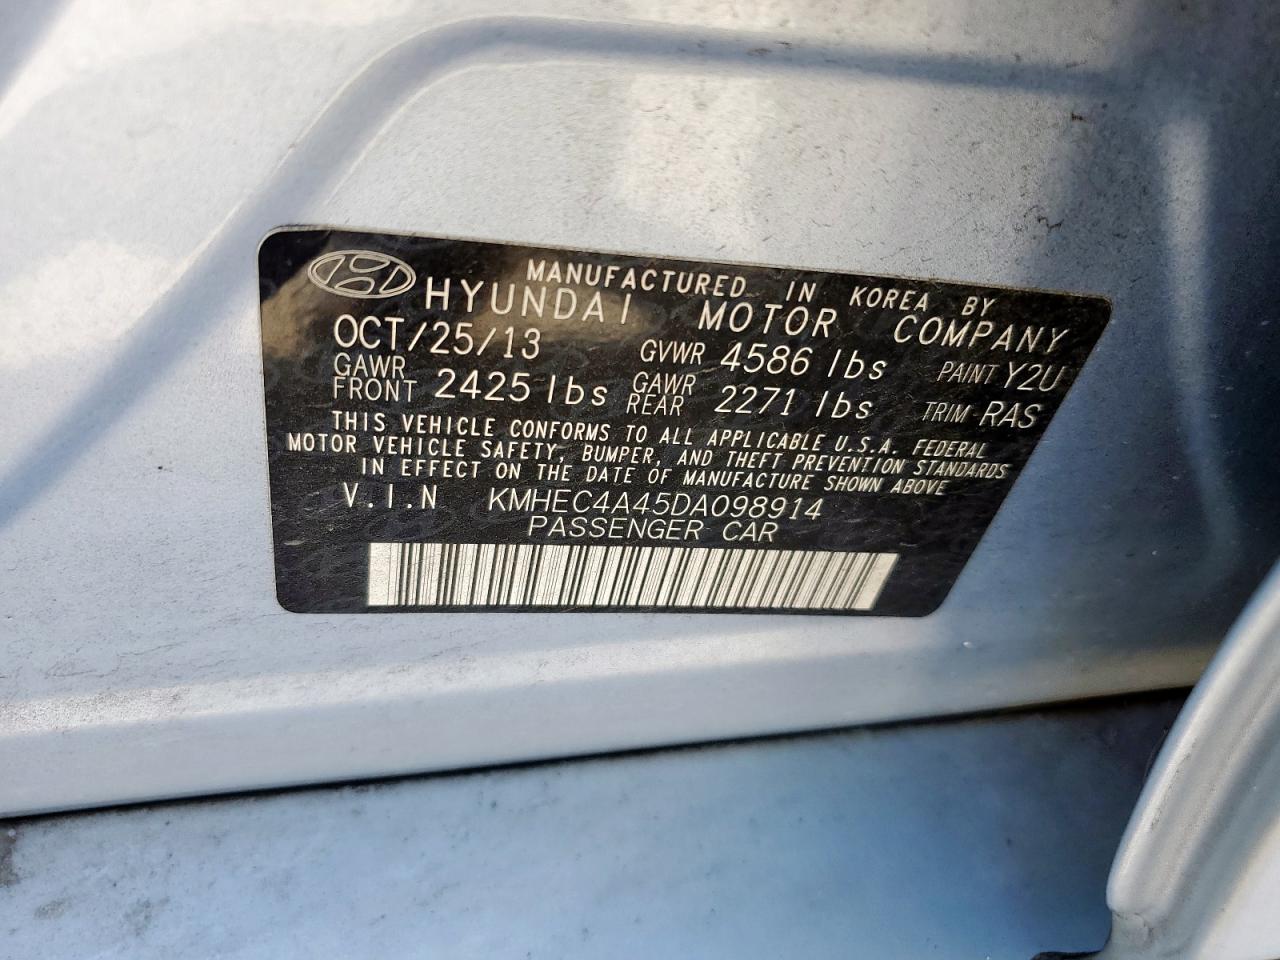 MANUFACTURED IN KOREA BY
HYUNDAI MOTOR COMPANY
OCT/25/13 GVWR 4586 lbs PAINT Y2U
GAWR FRONT 2425 lbs GAWR REAR 2271 lbs TRIM RAS
THIS VEHICLE CONFORMS TO ALL APPLICABLE U.S.A. FEDERAL
MOTOR VEHICLE SAFETY, BUMPER, AND THEFT PREVENTION STANDARDS
IN EFFECT ON THE DATE OF MANUFACTURE SHOWN ABOVE
V.I.N KMHEC4A45DA098914
PASSENGER CAR